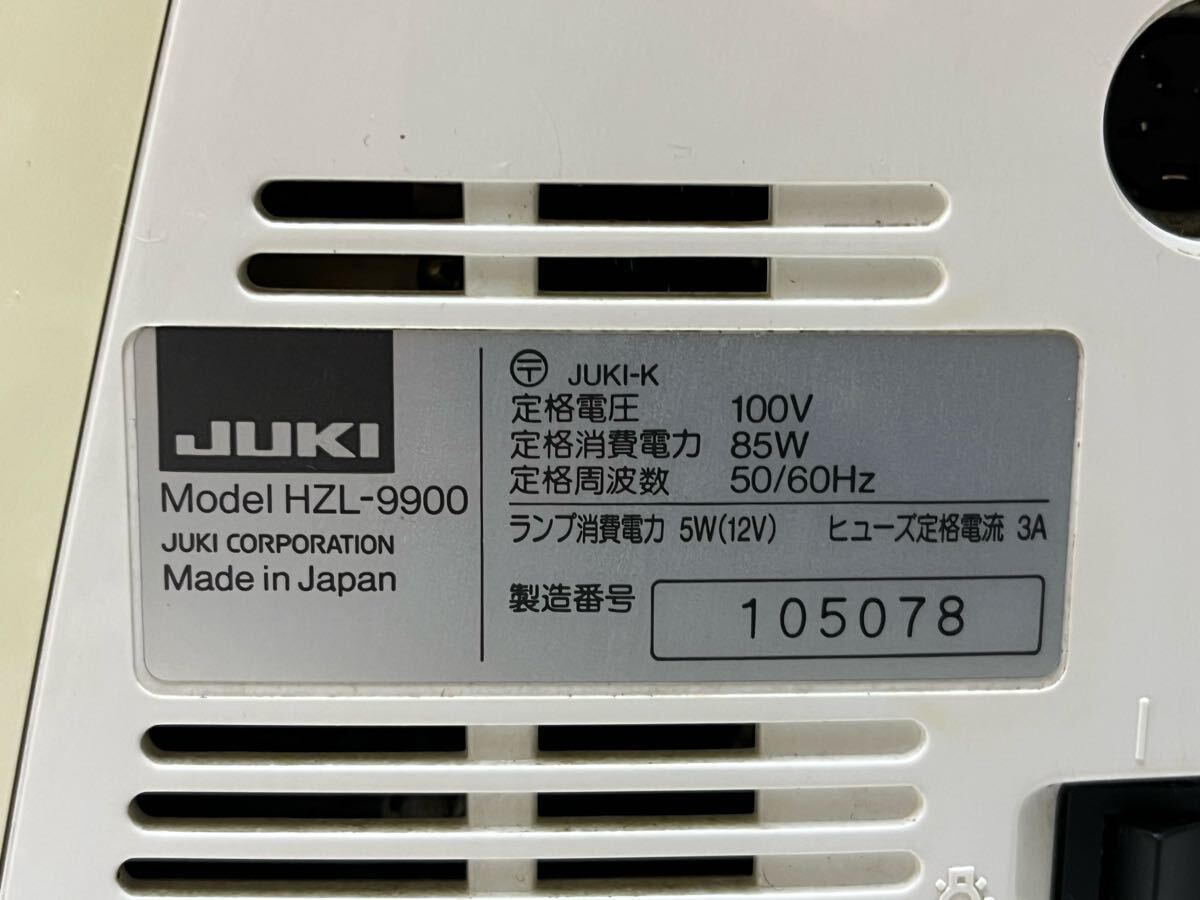 JUKI
Model HZL-9900
JUKI CORPORATION
Made in Japan
〶 JUKI-K
定格電圧 100V
定格消費電力 85W
定格周波数 50/60Hz
ランプ消費電力 5W(12V) ヒューズ定格電流 3A
製造番号 105078